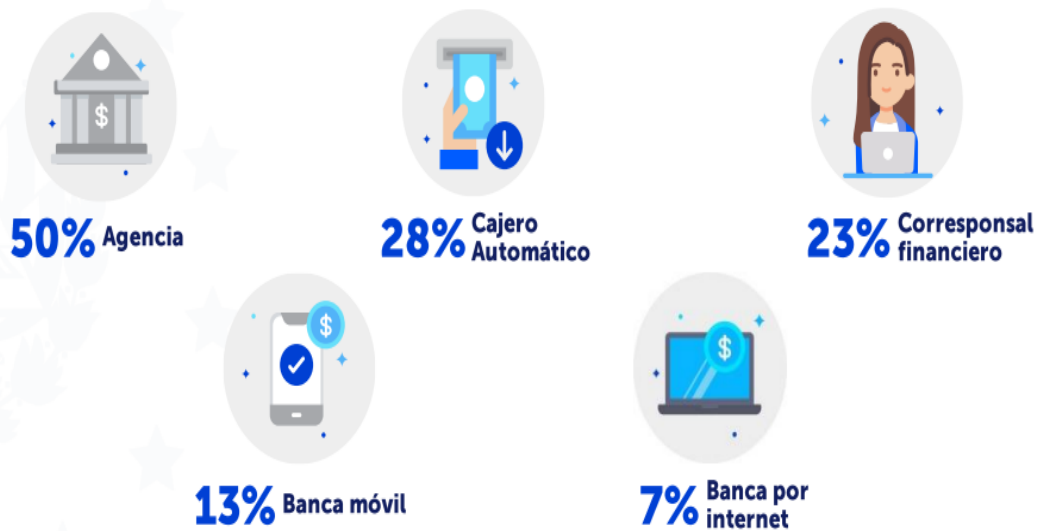 $
50% Agencia
28% Cajero
Automático
23% Corresponsal
financiero
$
13% Banca móvil
$
7% Banca por
internet